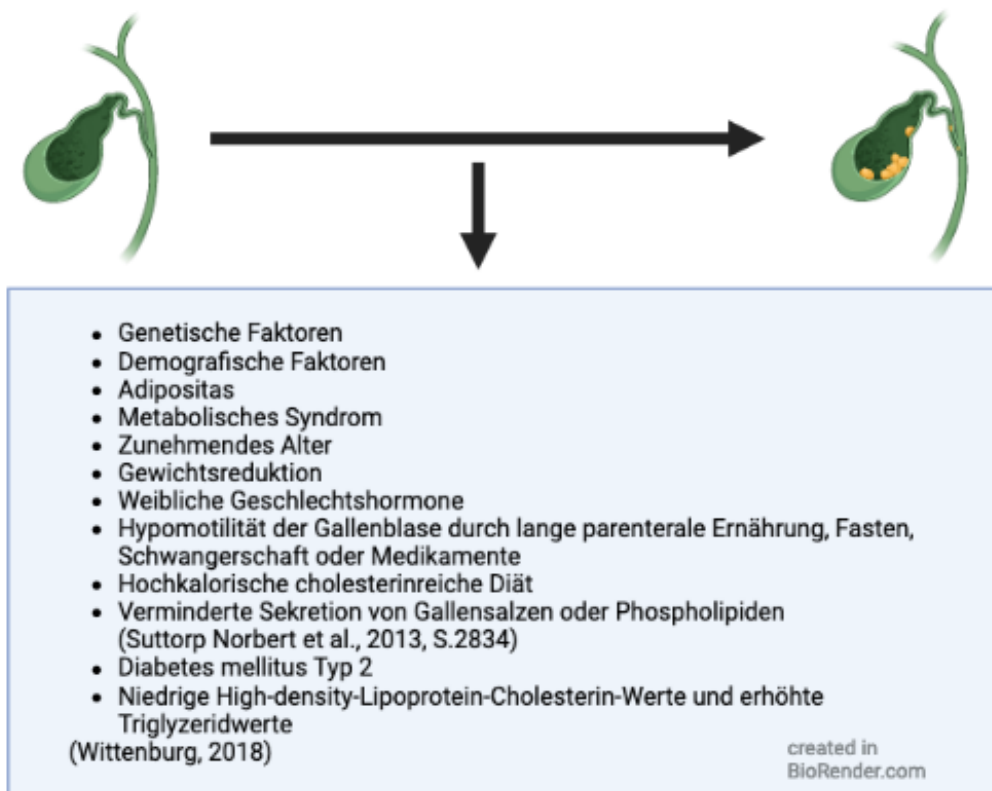 • Genetische Faktoren
• Demografische Faktoren
• Adipositas
• Metabolisches Syndrom
• Zunehmendes Alter
• Gewichtsreduktion
• Weibliche Geschlechtshormone
• Hypomotilität der Gallenblase durch lange parenterale Ernährung, Fasten,
Schwangerschaft oder Medikamente
• Hochkalorische cholesterinreiche Diät
• Verminderte Sekretion von Gallensalzen oder Phospholipiden
(Suttorp Norbert et al., 2013, S.2834)
• Diabetes mellitus Typ 2
• Niedrige High-density-Lipoprotein-Cholesterin-Werte und erhöhte
Triglyzeridwerte
(Wittenburg, 2018)
created in
BioRender.com